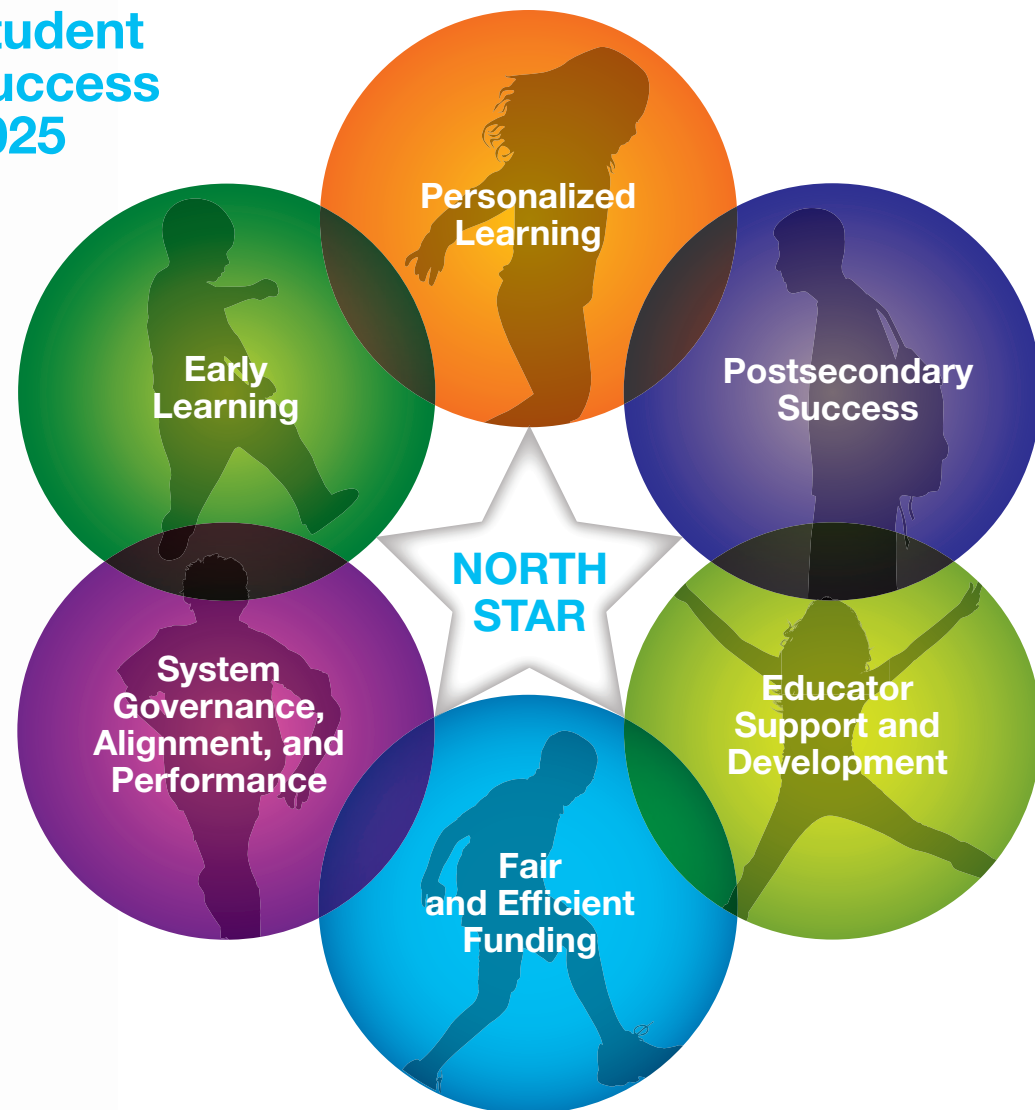 tudent
uccess
025
Personalized
Learning
Early
Learning
Postsecondary
Success
NORTH
STAR
System
Governance,
Alignment, and
Performance
Educator
Support and
Development
Fair
and Efficient
Funding